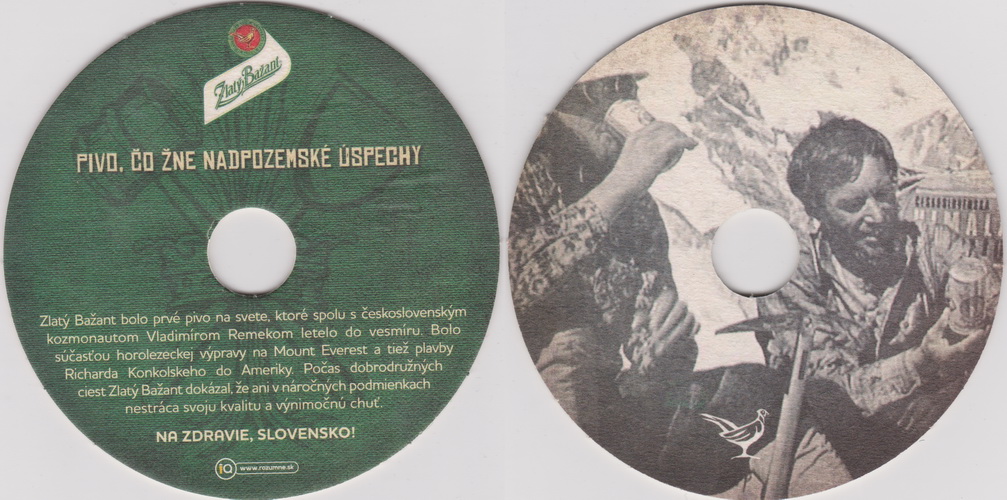 Zlatý Bažant
PIVO, ČO ŽNE NADPOZEMSKÉ ÚSPECHY
Zlatý Bažant bolo prvé pivo na svete, ktoré spolu s československým
kozmonautom Vladimírom Remekom letelo do vesmíru. Bolo
súčasťou horolezeckej výpravy na Mount Everest a tiež plavby
Richarda Konkolskeho do Ameriky. Počas dobrodružných
ciest Zlatý Bažant dokázal, že ani v náročných podmienkach
nestráca svoju kvalitu a výnimočnú chuť.
NA ZDRAVIE, SLOVENSKO!
iQ www.rozumne.sk